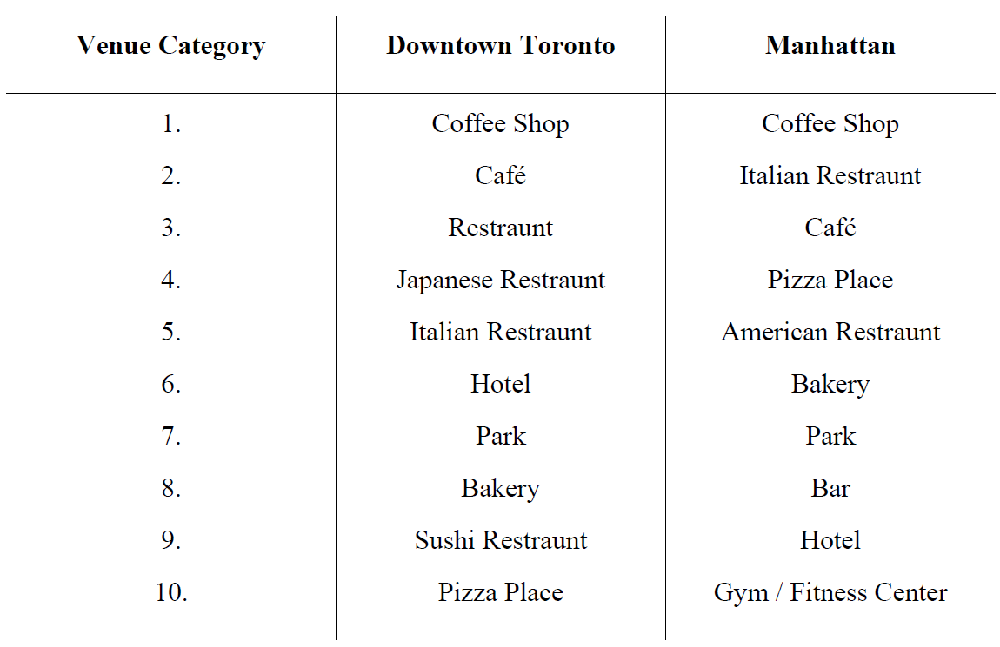 Venue Category Downtown Toronto Manhattan
1. Coffee Shop Coffee Shop
2. Café Italian Restraunt
3. Restraunt Café
4. Japanese Restraunt Pizza Place
5. Italian Restraunt American Restraunt
6. Hotel Bakery
7. Park Park
8. Bakery Bar
9. Sushi Restraunt Hotel
10. Pizza Place Gym / Fitness Center